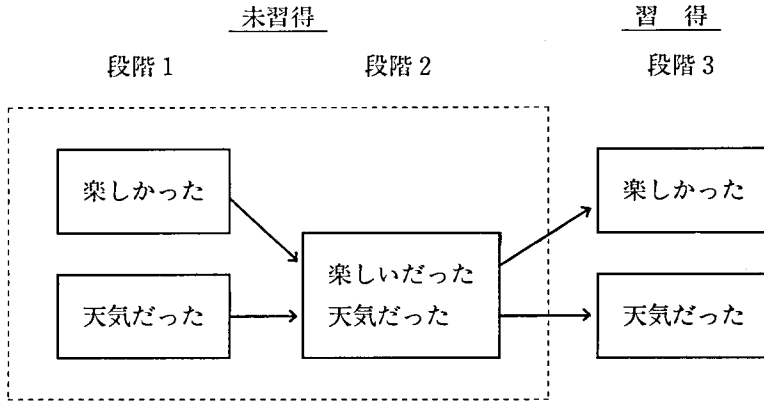 未習得
習 得
段階1
段階2
段階3
楽しかった
天気だった
楽しいだった
天気だった
楽しかった
天気だった